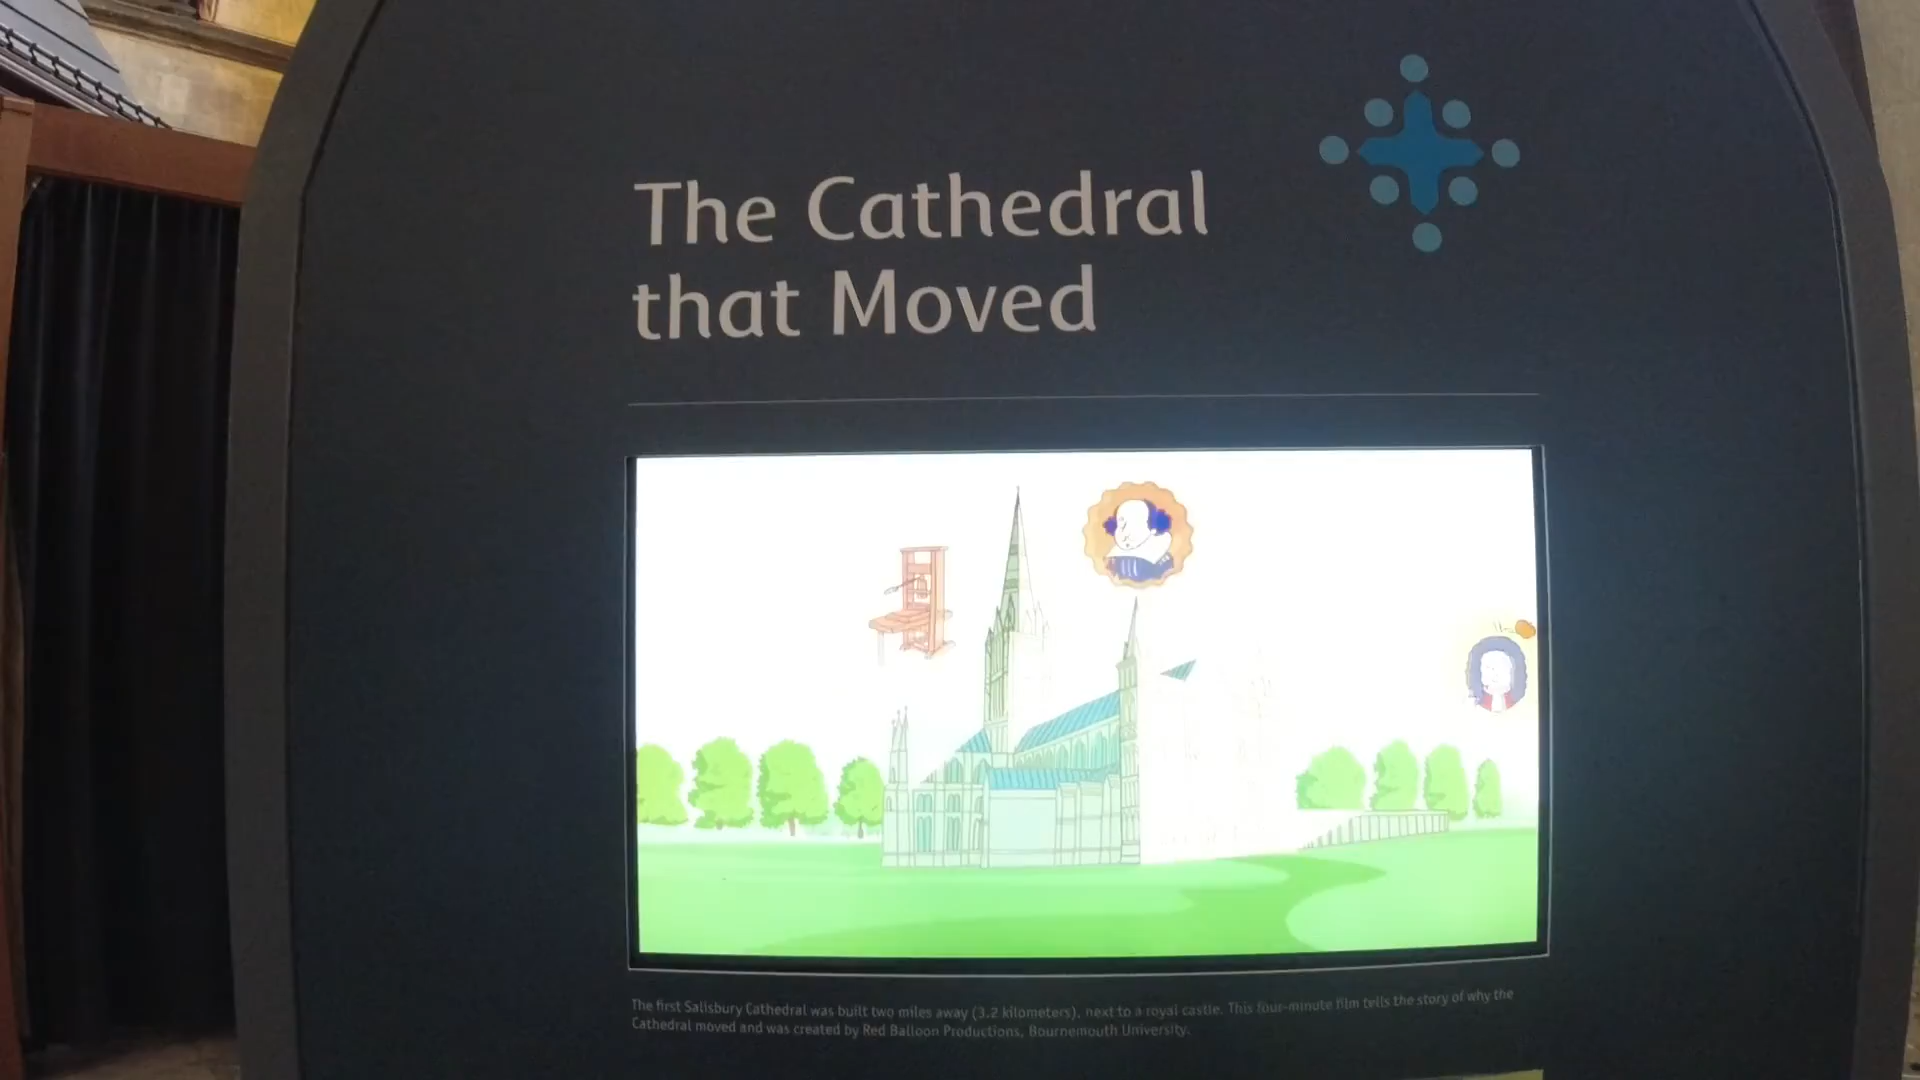 The Cathedral
that Moved
The first Salisbury Cathedral was built two miles away (3.2 kilometers), next to a royal castle. This four-minute film tells the story of why the
Cathedral moved and was created by Red Balloon Productions, Bournemouth University.